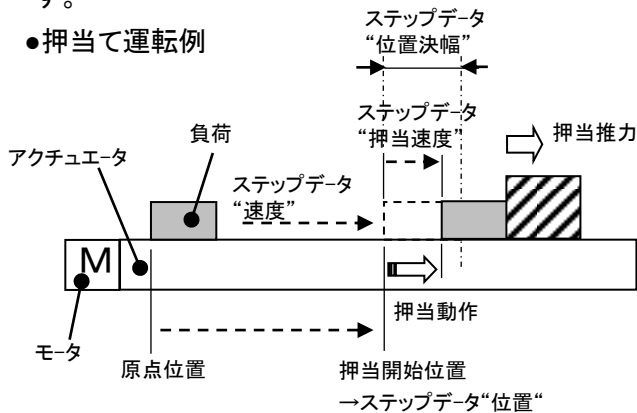 す。
●押当て運転例
ステップデータ
“位置決幅”
ステップデータ
“押当速度”
押当推力
負荷
アクチュエータ
ステップデータ
“速度”
M
押当動作
モータ
原点位置
押当開始位置
→ステップデータ“位置“